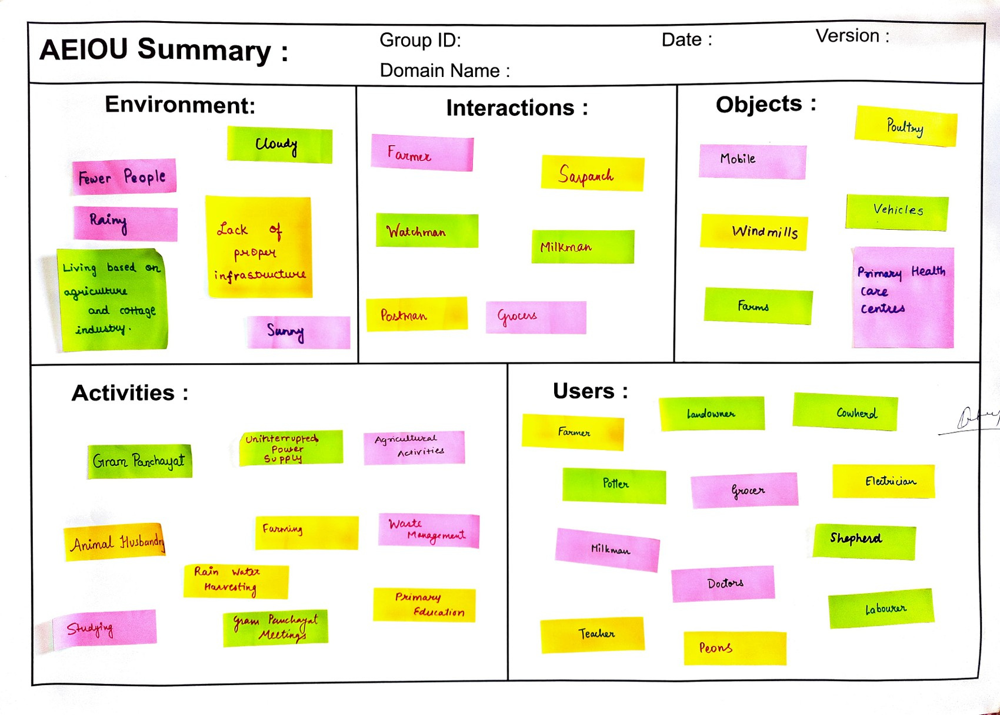 AEIOU Summary :
Group ID:
Date :
Version :
Domain Name :
Environment:
Cloudy
Fewer People
Rainy
Lack of
proper
infrastructure
Living based on
agriculture
and cottage
industry.
Sunny
Interactions :
Farmer
Sarpanch
Watchman
Milkman
Postman
Grocers
Objects :
Poultry
Mobile
Vehicles
Windmills
Primary Health
care
centres
Farms
Activities :
Gram Panchayat
Uninterrupted
Power
Supply
Agricultural
Activities
Animal Husbandry
Farming
Waste
Management
Rain Water
Harvesting
Primary
Education
Studying
Gram Panchayat
Meetings
Users :
Farmer
Landowner
Cowherd
Potter
Grocer
Electrician
Milkman
Shepherd
Doctors
Labourer
Teacher
Peons